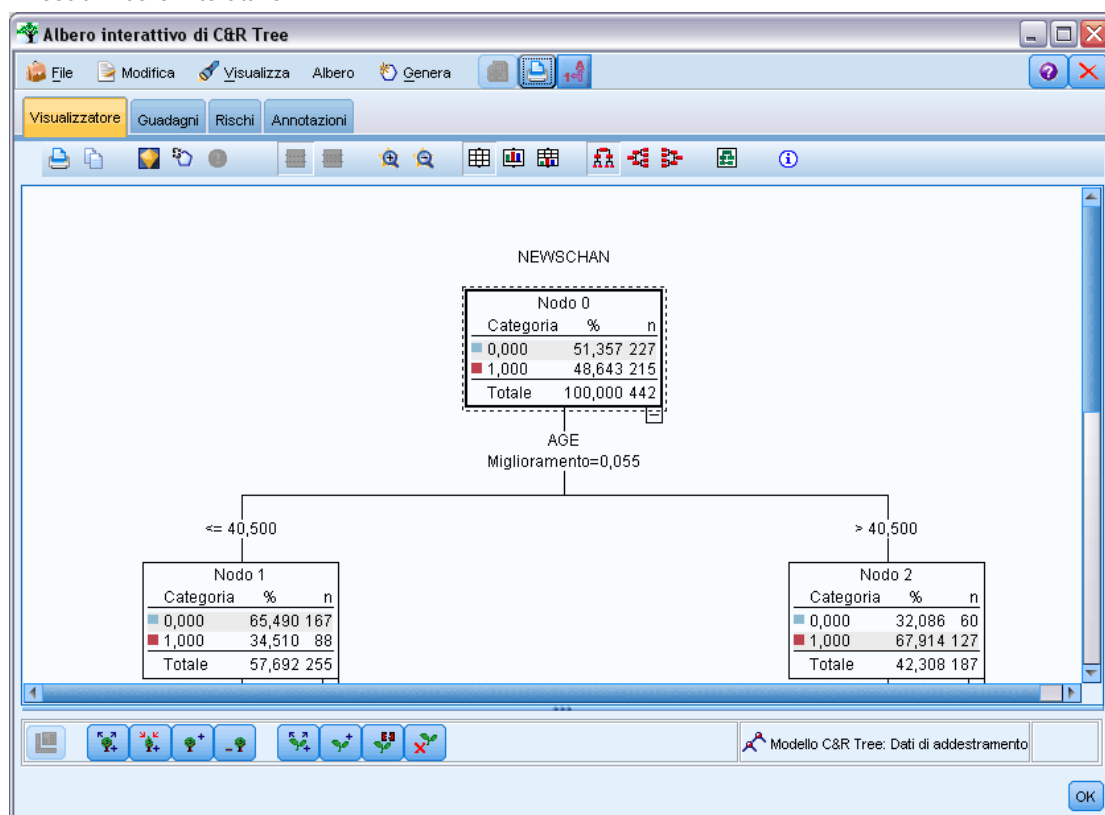 Albero interattivo di C&R Tree
File Modifica Visualizza Albero Genera
Visualizzatore Guadagni Rischi Annotazioni
NEWSCHAN
Nodo 0
Categoria % n
0,000 51,357 227
1,000 48,643 215
Totale 100,000 442
AGE
Miglioramento=0,055
<= 40,500
> 40,500
Nodo 1
Categoria % n
0,000 65,490 167
1,000 34,510 88
Totale 57,692 255
Nodo 2
Categoria % n
0,000 32,086 60
1,000 67,914 127
Totale 42,308 187
Modello C&R Tree: Dati di addestramento
OK